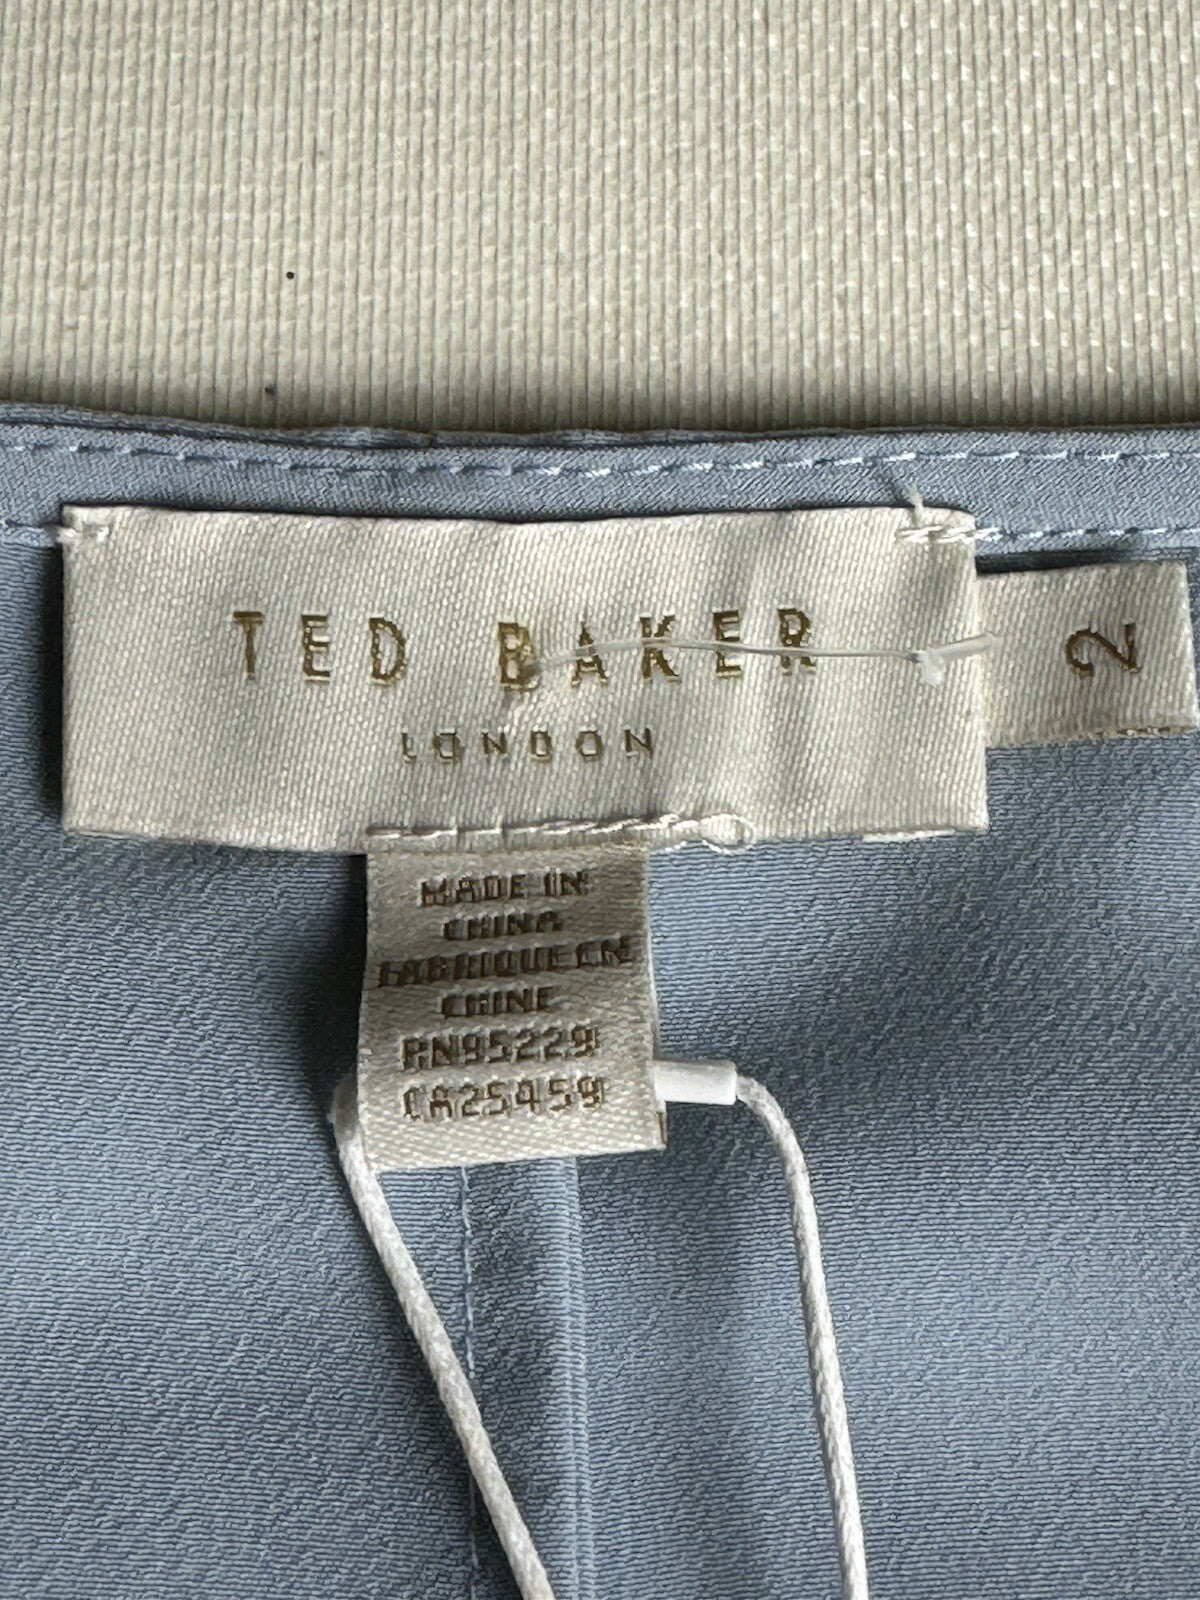 TED BAKER
LONDON
2
MADE IN
CHINA
FABRIQUE EN
CHINE
RN95229
CA25459